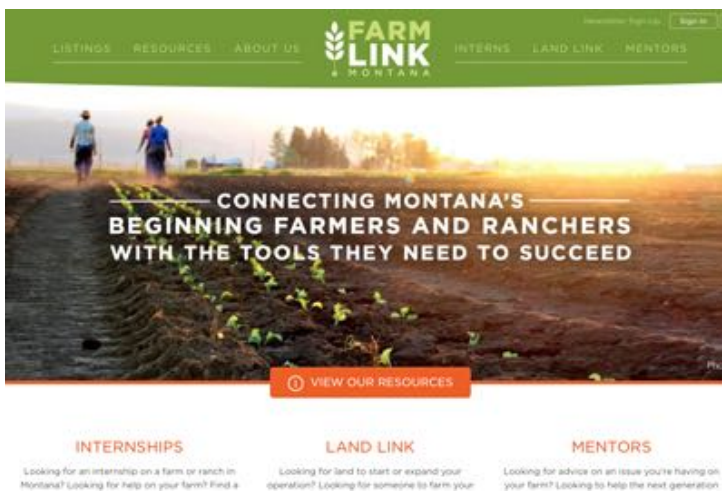 Newsletter Sign-Up
Sign In
LISTINGS
RESOURCES
ABOUT US
FARM
LINK
MONTANA
INTERNS
LAND LINK
MENTORS
CONNECTING MONTANA'S
BEGINNING FARMERS AND RANCHERS
WITH THE TOOLS THEY NEED TO SUCCEED
Pho
VIEW OUR RESOURCES
INTERNSHIPS
Looking for an internship on a farm or ranch in
Montana? Looking for help on your farm? Find a
LAND LINK
Looking for land to start or expand your
operation? Looking for someone to farm your
MENTORS
Looking for advice on an issue you're having on
your farm? Looking to help the next generation